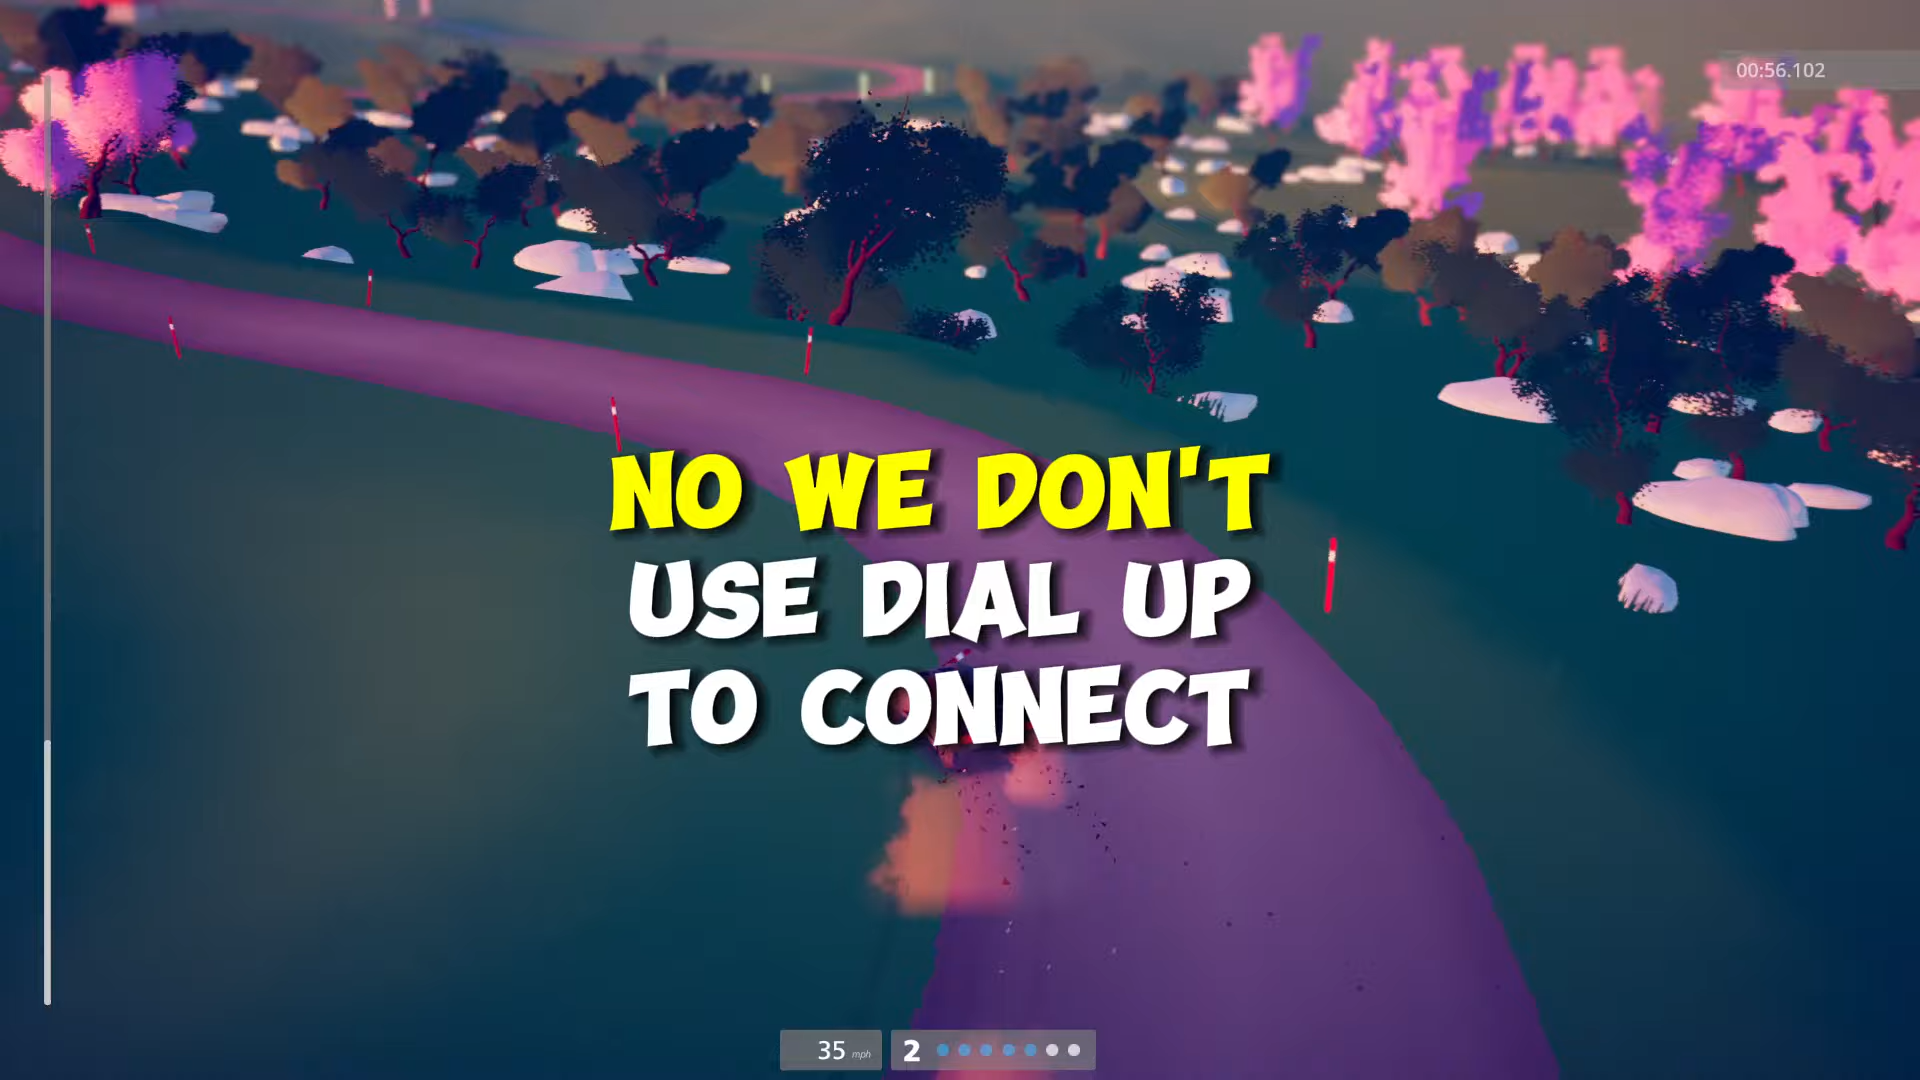 00:56.102
NO WE DON'T
USE DIAL UP
TO CONNECT
35 mph
2